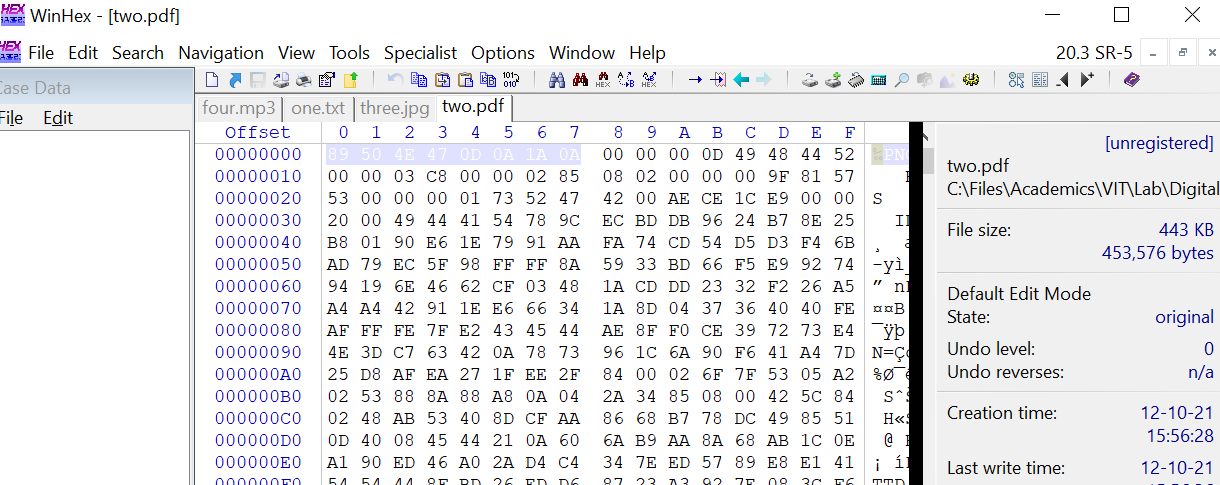 WinHex - [two.pdf]
File Edit Search Navigation View Tools Specialist Options Window Help 20.3 SR-5
Case Data
File Edit
four.mp3 one.txt three.jpg two.pdf
Offset 0 1 2 3 4 5 6 7 8 9 A B C D E F
00000000 89 50 4E 47 0D 0A 1A 0A 00 00 00 0D 49 48 44 52
00000010 00 00 03 C8 00 00 02 85 08 02 00 00 00 9F 81 57
00000020 53 00 00 00 01 73 52 47 42 00 AE CE 1C E9 00 00
00000030 20 00 49 44 41 54 78 9C EC BD DB 96 24 B7 8E 25
00000040 B8 01 90 E6 1E 79 91 AA FA 74 CD 54 D5 D3 F4 6B
00000050 AD 79 EC 5F 98 FF FF 8A 59 33 BD 66 F5 E9 92 74
00000060 94 19 6E 46 62 CF 03 48 1A CD DD 23 32 F2 26 A5
00000070 A4 A4 42 91 1E E6 66 34 1A 8D 04 37 36 40 40 FE
00000080 AF FF FE 7F E2 43 45 44 AE 8F F0 CE 39 72 73 E4
00000090 4E 3D C7 63 42 0A 78 73 96 1C 6A 90 F6 41 A4 7D
000000A0 25 D8 AF EA 27 1F EE 2F 84 00 02 6F 7F 53 05 A2
000000B0 02 53 88 8A 88 A8 0A 04 2A 34 85 08 00 42 5C 84
000000C0 02 48 AB 53 40 8D CF AA 86 68 B7 78 DC 49 85 51
000000D0 0D 40 08 45 44 21 0A 60 6A B9 AA 8A 68 AB 1C 0E
000000E0 A1 90 ED 46 A0 2A D4 C4 34 7E ED 57 89 E8 E1 41
[unregistered]
two.pdf
C:\Files\Academics\VIT\Lab\Digital
File size: 443 KB
453,576 bytes
Default Edit Mode
State: original
Undo level: 0
Undo reverses: n/a
Creation time: 12-10-21
15:56:28
Last write time: 12-10-21